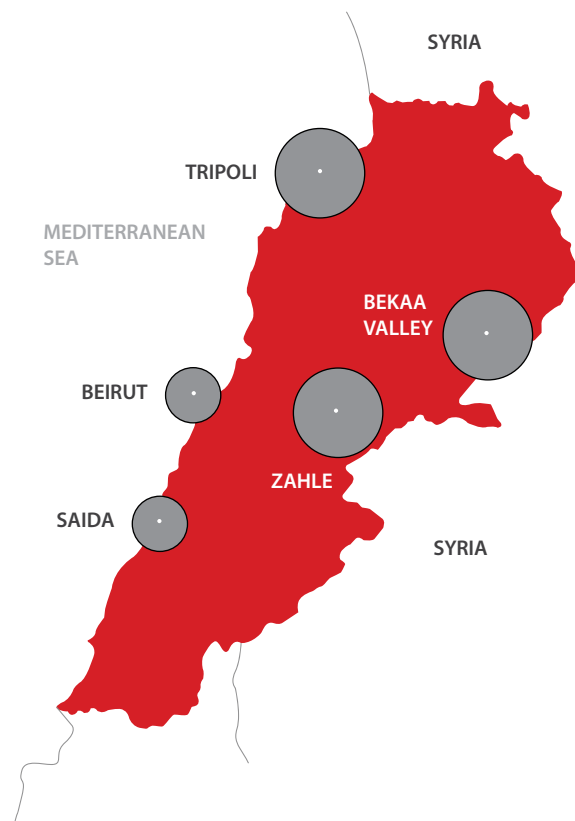 SYRIA
TRIPOLI
MEDITERRANEAN
SEA
BEKAA
VALLEY
BEIRUT
ZAHLE
SAIDA
SYRIA